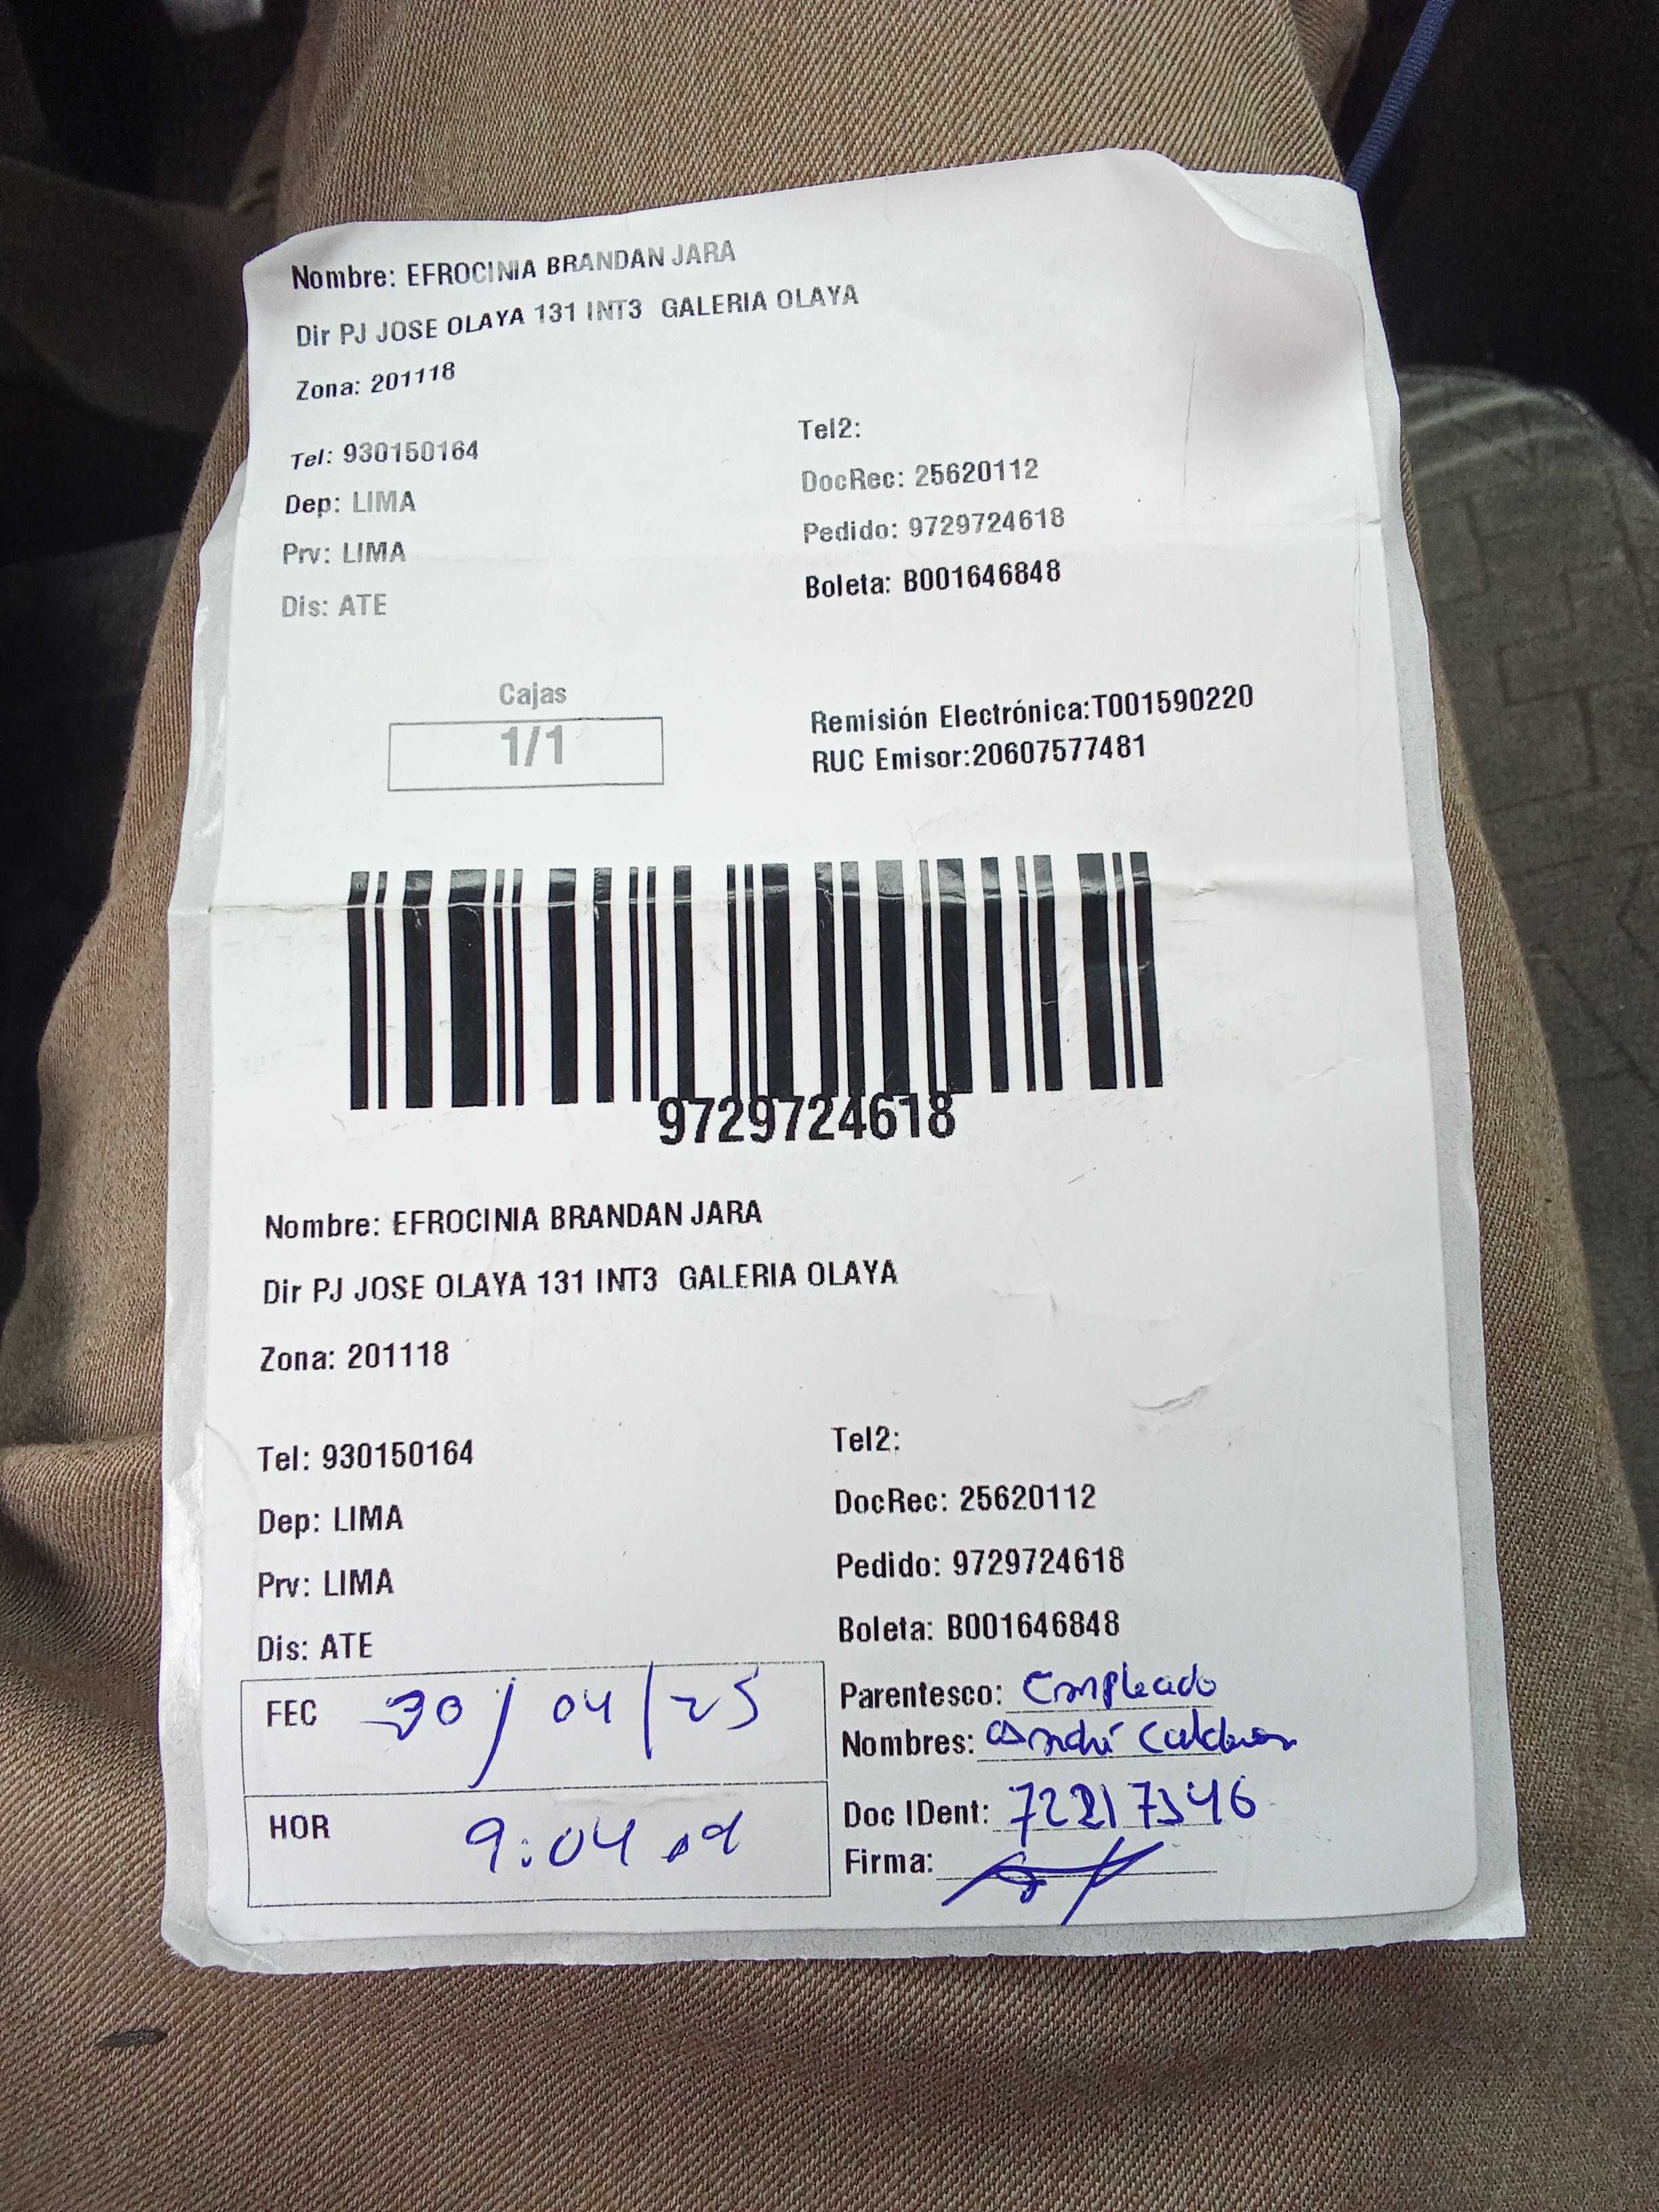 Nombre: EFROCINIA BRANDAN JARA
Dir PJ JOSE OLAYA 131 INT3 GALERIA OLAYA
Zona: 201118
Tel: 930150164
Tel2:
Dep: LIMA
DocRec: 25620112
Prv: LIMA
Pedido: 9729724618
Dis: ATE
Boleta: B001646848
Cajas
1/1
Remisión Electrónica:T001590220
RUC Emisor:20607577481
9729724618
Nombre: EFROCINIA BRANDAN JARA
Dir PJ JOSE OLAYA 131 INT3 GALERIA OLAYA
Zona: 201118
Tel: 930150164
Tel2:
Dep: LIMA
DocRec: 25620112
Prv: LIMA
Pedido: 9729724618
Dis: ATE
Boleta: B001646848
FEC 30/04/25
Parentesco: Empleado
Nombres: André
HOR 9:04
Doc IDent: 72217346
Firma: